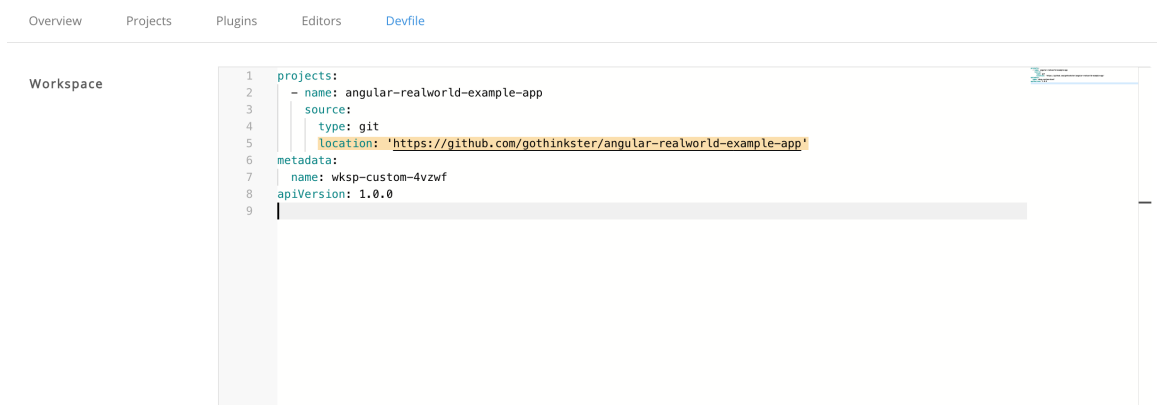 Overview Projects Plugins Editors Devfile
Workspace
1 projects:
2 - name: angular-realworld-example-app
3 source:
4 type: git
5 location: 'https://github.com/gothinkster/angular-realworld-example-app'
6 metadata:
7 name: wksp-custom-4vzwf
8 apiVersion: 1.0.0
9